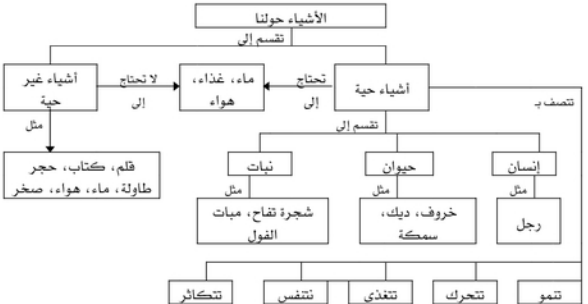 الأشياء حولنا
تقسم إلى
أشياء حية
تحتاج
إلى
ماء، غذاء،
هواء
لا تحتاج
إلى
أشياء غير
حية
تتصف بـ
مثل
تقسم إلى
قلم، كتاب، حجر
طاولة، ماء، هواء، صخر
إنسان
حيوان
نبات
مثل
مثل
مثل
رجل
خروف، ديك،
سمكة
شجرة تفاح، مبات
الفول
تنمو
تتحرك
تتغذى
نتنفس
تتكاثر